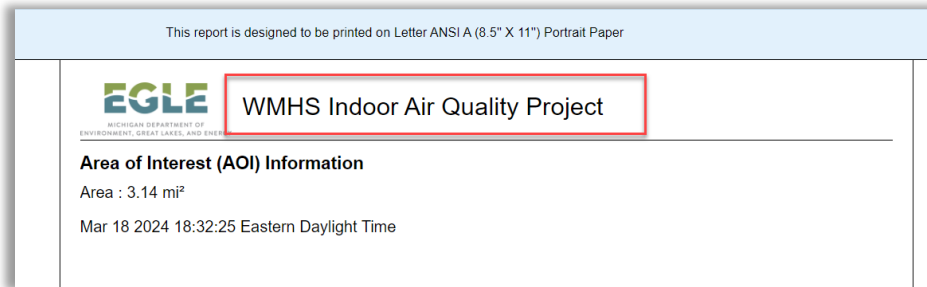 This report is designed to be printed on Letter ANSI A (8.5" X 11") Portrait Paper
EGLE
MICHIGAN DEPARTMENT OF
ENVIRONMENT, GREAT LAKES, AND ENERGY
WMHS Indoor Air Quality Project
Area of Interest (AOI) Information
Area : 3.14 mi²
Mar 18 2024 18:32:25 Eastern Daylight Time